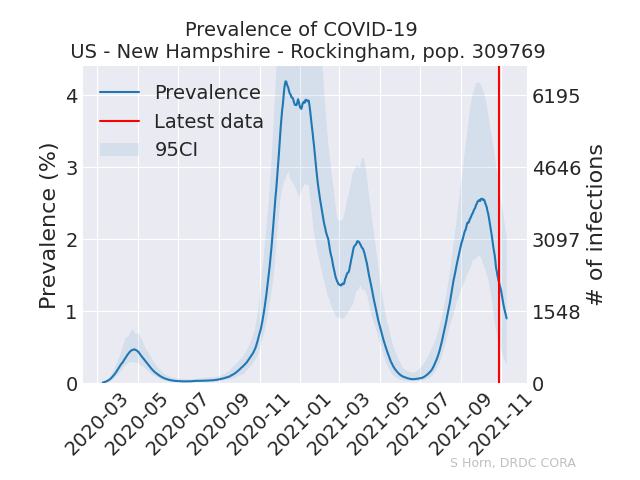 Prevalence of COVID-19
US - New Hampshire - Rockingham, pop. 309769
Prevalence
Latest data
95CI
Prevalence (%)
4
3
2
1
0
6195
4646
3097
1548
0
# of infections
2020-03
2020-05
2020-07
2020-09
2020-11
2021-01
2021-03
2021-05
2021-07
2021-09
2021-11
S Horn, DRDC CORA